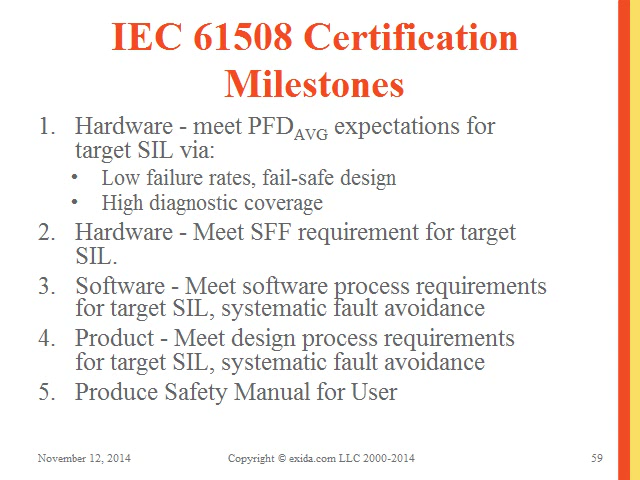 IEC 61508 Certification
Milestones
1. Hardware - meet PFDAVG expectations for
target SIL via:
• Low failure rates, fail-safe design
• High diagnostic coverage
2. Hardware - Meet SFF requirement for target
SIL.
3. Software - Meet software process requirements
for target SIL, systematic fault avoidance
4. Product - Meet design process requirements
for target SIL, systematic fault avoidance
5. Produce Safety Manual for User
November 12, 2014
Copyright © exida.com LLC 2000-2014
59